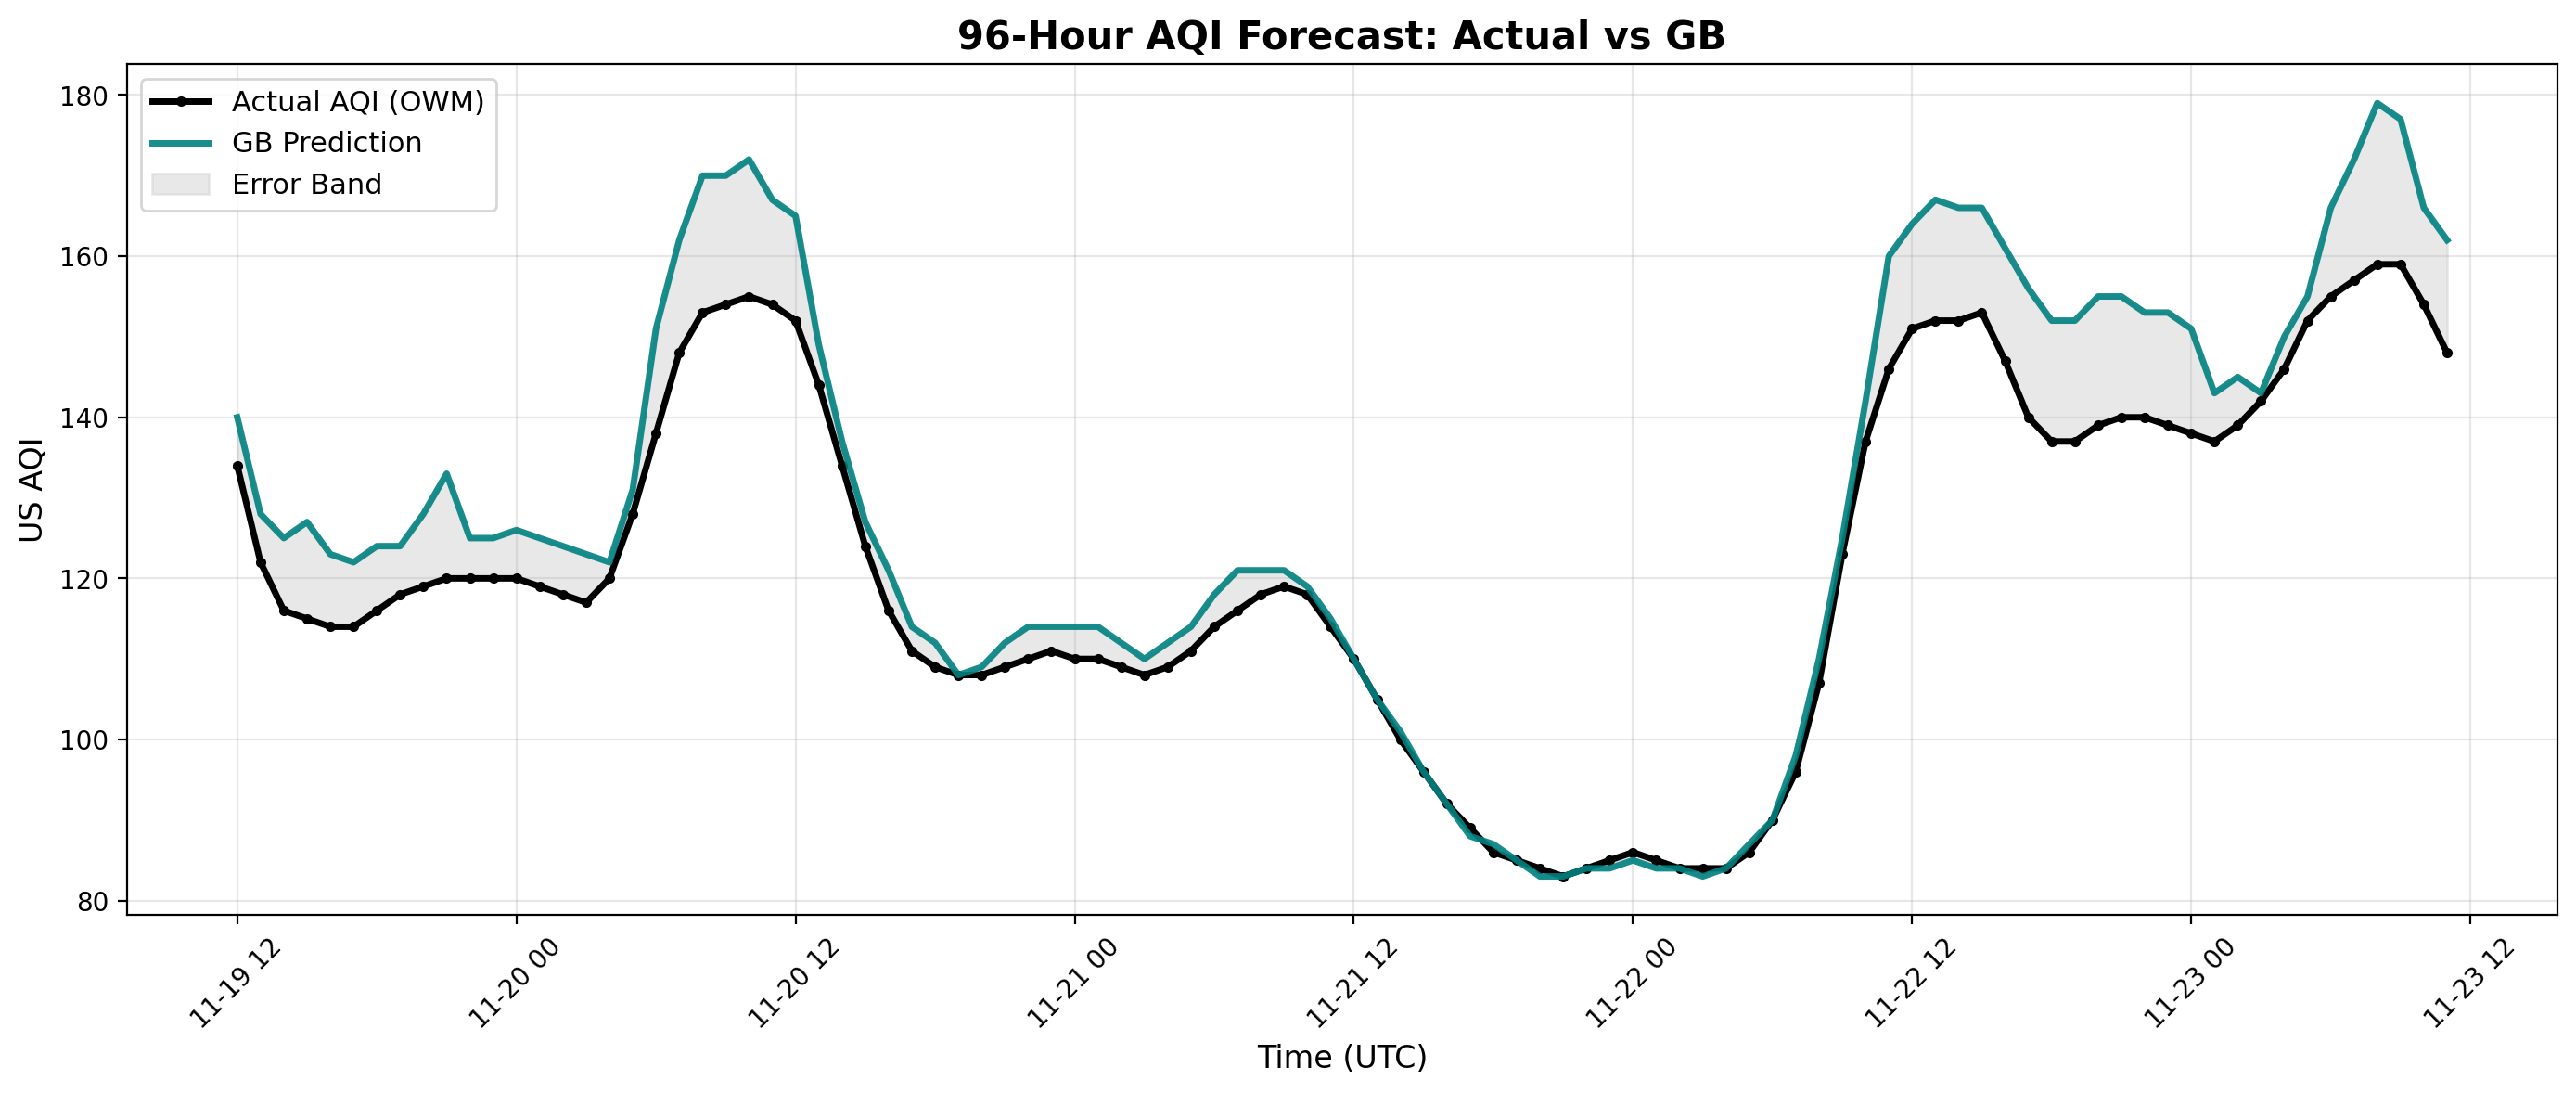 96-Hour AQI Forecast: Actual vs GB
Actual AQI (OWM)
GB Prediction
Error Band
US AQI
180
160
140
120
100
80
11-19 12
11-20 00
11-20 12
11-21 00
11-21 12
11-22 00
11-22 12
11-23 00
11-23 12
Time (UTC)